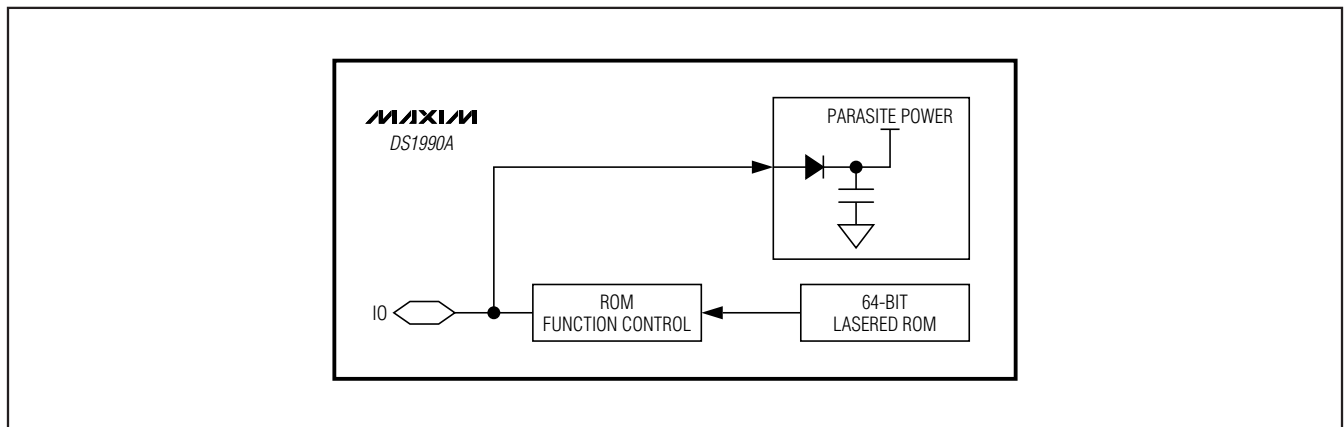 MAXIM
DS1990A
PARASITE POWER
IO
ROM
FUNCTION CONTROL
64-BIT
LASERED ROM